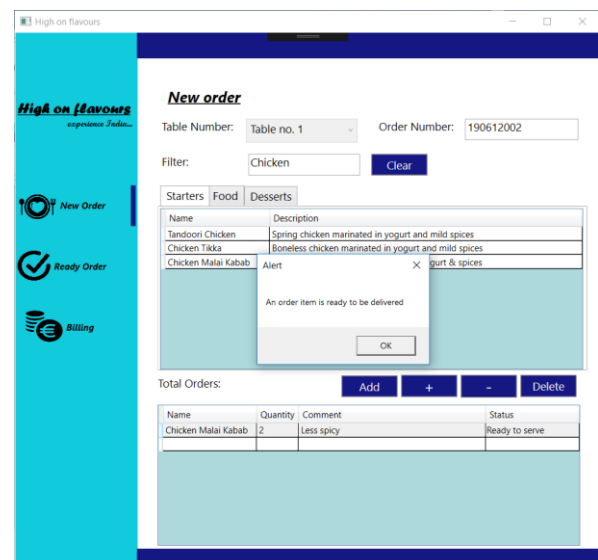 High on flavours
High on flavours
experience India...
New Order
Ready Order
Billing
New order
Table Number: Table no. 1 Order Number: 190612002
Filter: Chicken Clear
Starters Food Desserts
Name Description
Tandoori Chicken Spring chicken marinated in yogurt and mild spices
Chicken Tikka Boneless chicken marinated in yogurt and mild spices
Chicken Malai Kabab gurt & spices
Alert
An order item is ready to be delivered
OK
Total Orders: Add + - Delete
Name Quantity Comment Status
Chicken Malai Kabab 2 Less spicy Ready to serve